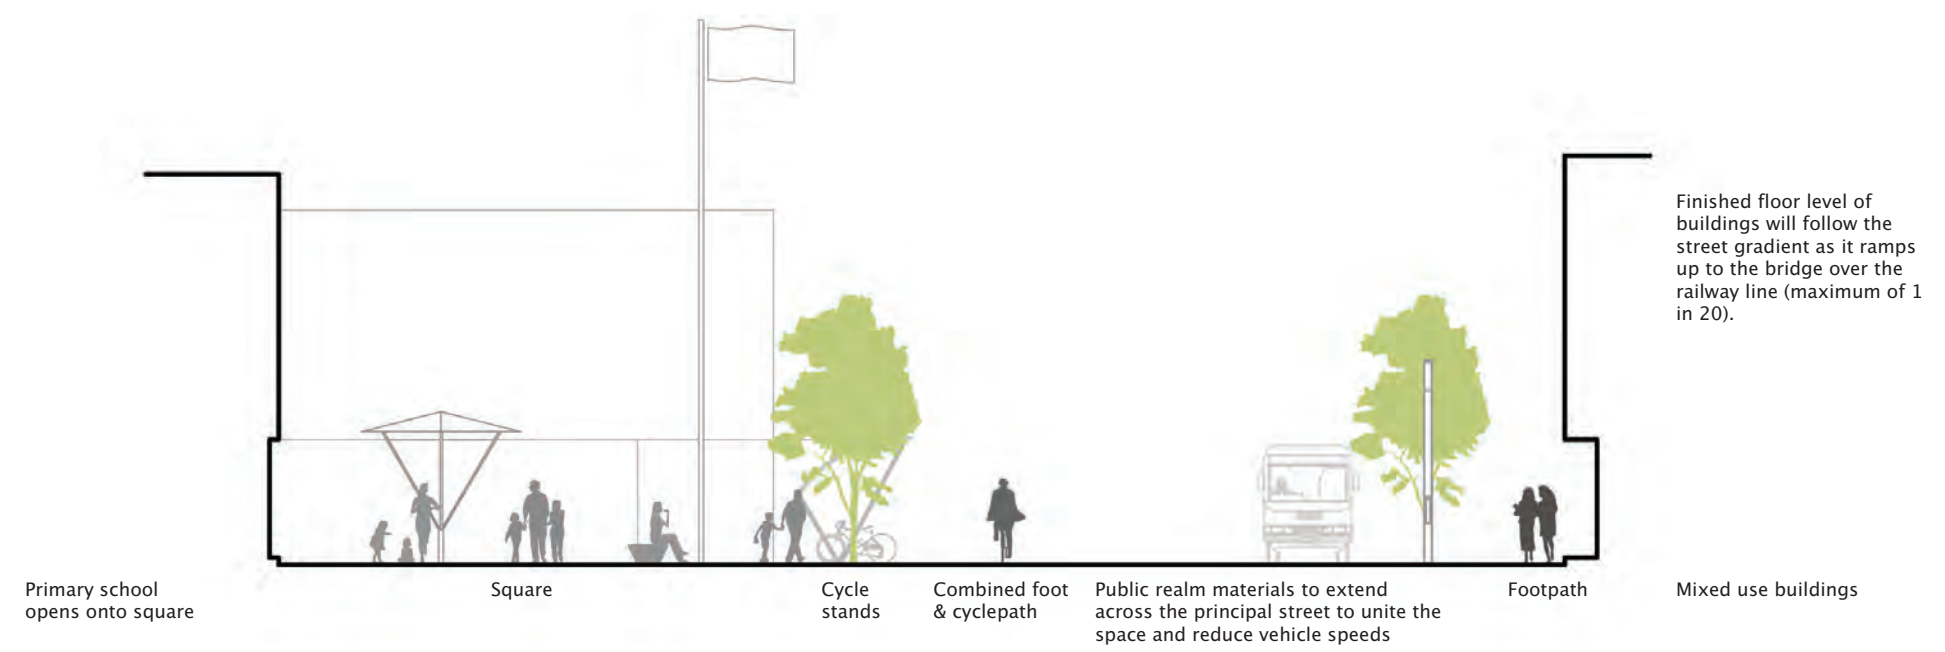 Finished floor level of
buildings will follow the
street gradient as it ramps
up to the bridge over the
railway line (maximum of 1
in 20).
Primary school
opens onto square
Square
Cycle
stands
Combined foot
& cyclepath
Public realm materials to extend
across the principal street to unite the
space and reduce vehicle speeds
Footpath
Mixed use buildings